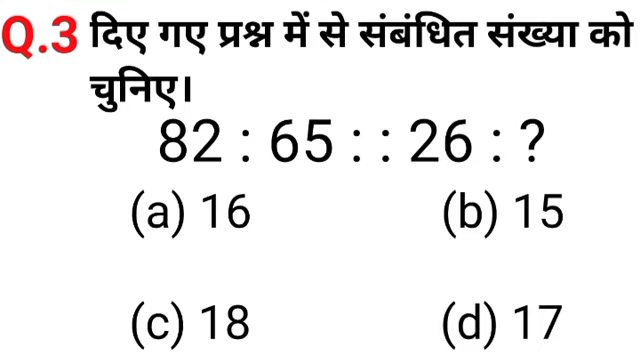 Q.3 दिए गए प्रश्न में से संबंधित संख्या को
चुनिए।
82 : 65 : : 26 : ?
(a) 16 (b) 15
(c) 18 (d) 17